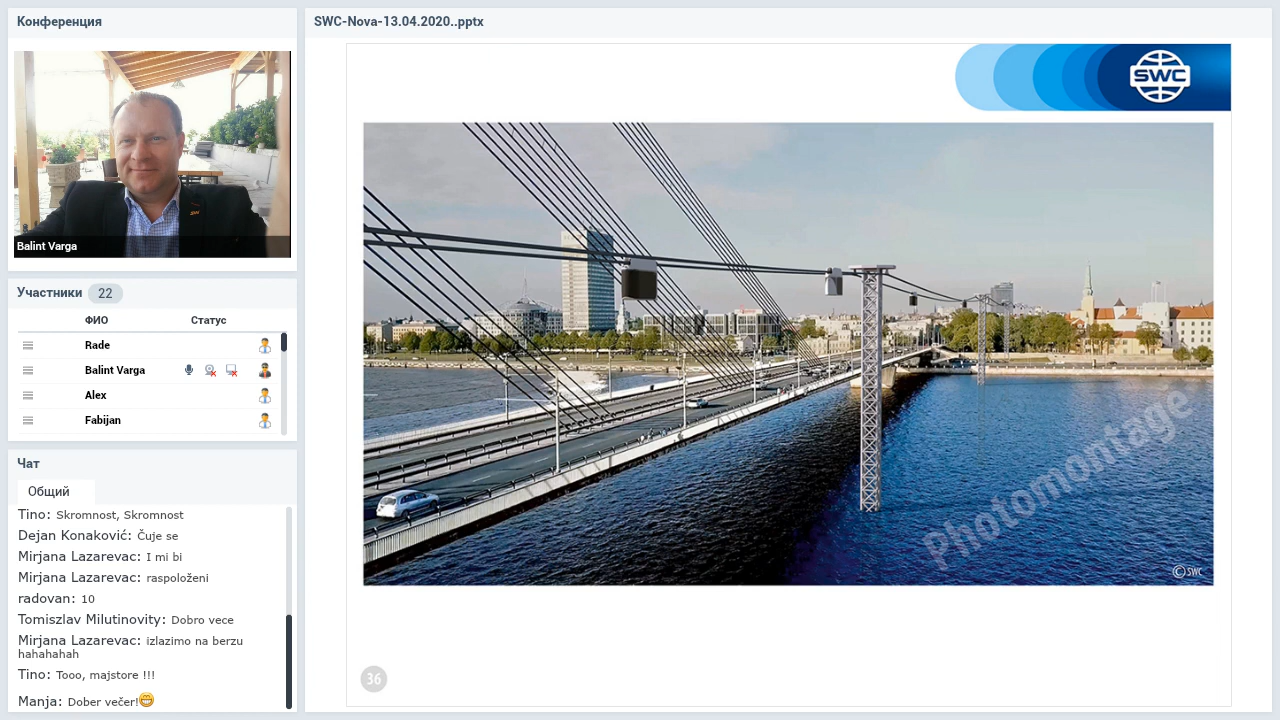 Конференция
Balint Varga
Участники 22
ФИО Статус
Rade
Balint Varga
Alex
Fabijan
Чат
Общий
Tino: Skromnost, Skromnost
Dejan Konaković: Čuje se
Mirjana Lazarevac: I mi bi
Mirjana Lazarevac: raspoloženi
radovan: 10
Tomiszlav Milutinovity: Dobro vece
Mirjana Lazarevac: izlazimo na berzu
hahahahah
Tino: Tooo, majstore !!!
Manja: Dober večer!
SWC-Nova-13.04.2020..pptx
SWC
Photomontage
© SWC
36